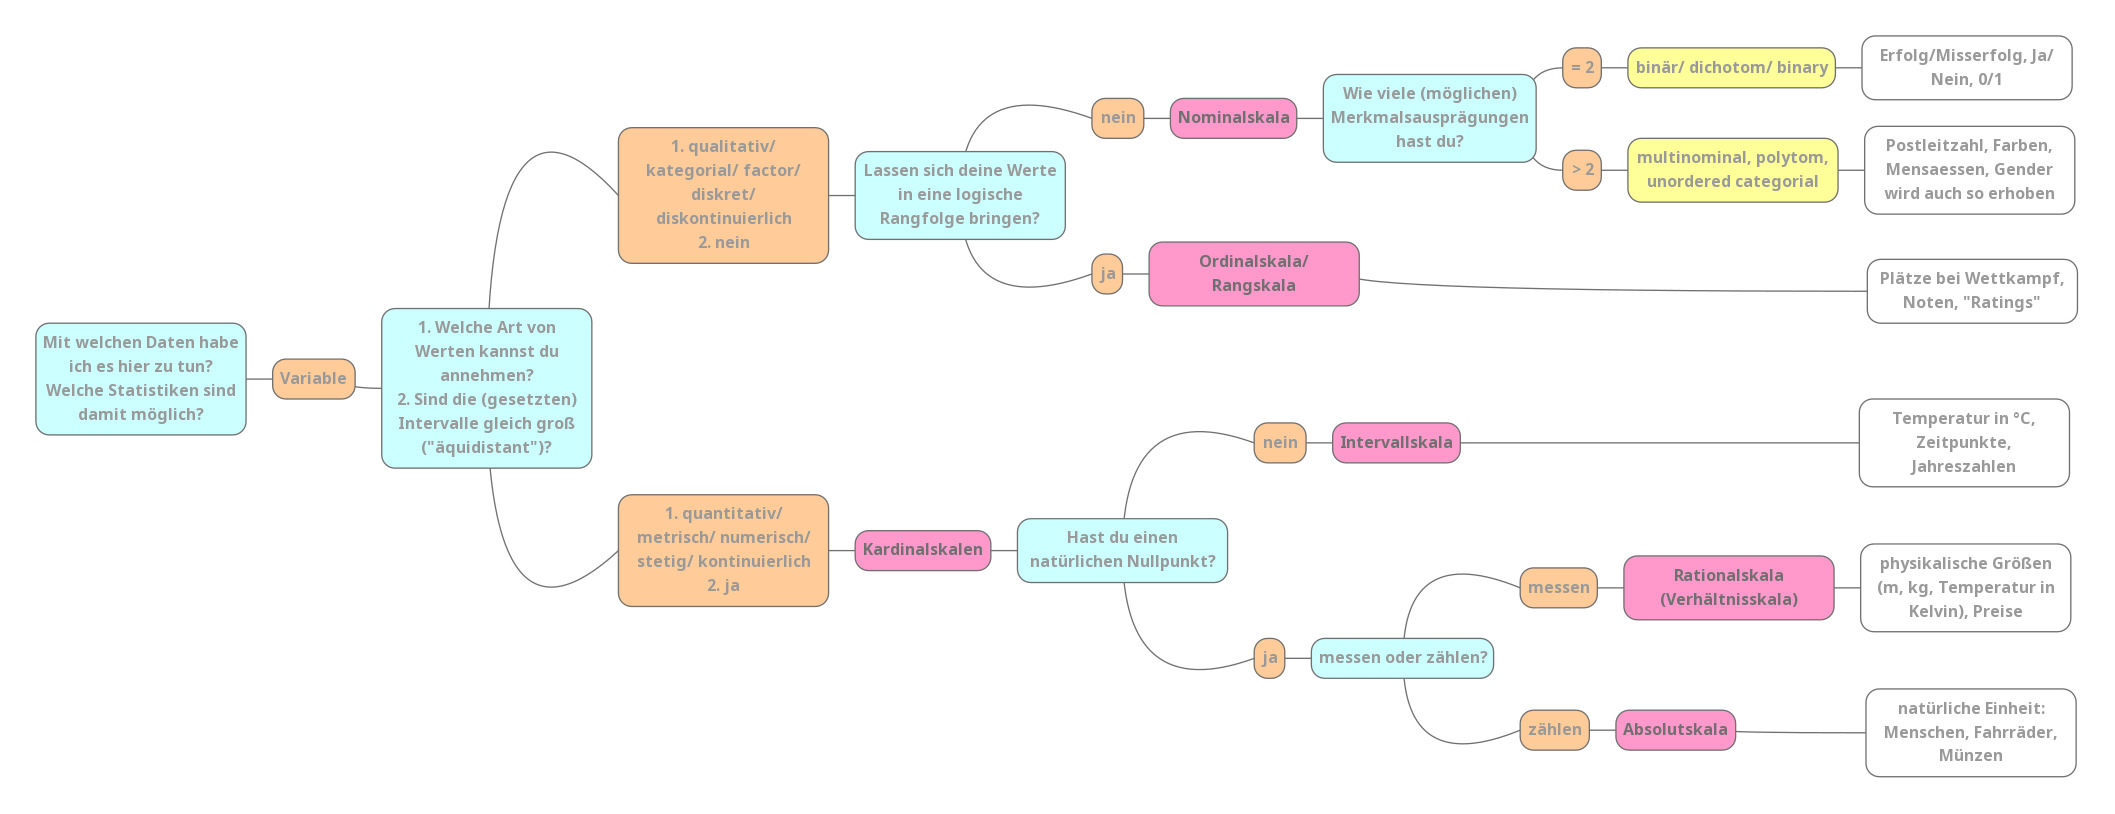 Mit welchen Daten habe
ich es hier zu tun?
Welche Statistiken sind
damit möglich?
Variable
1. Welche Art von
Werten kannst du
annehmen?
2. Sind die (gesetzten)
Intervalle gleich groß
("äquidistant")?
1. qualitativ/
kategorial/ factor/
diskret/
diskontinuierlich
2. nein
Lassen sich deine Werte
in eine logische
Rangfolge bringen?
nein
Nominalskala
Wie viele (möglichen)
Merkmalsausprägungen
hast du?
= 2
binär/ dichotom/ binary
Erfolg/Misserfolg, Ja/
Nein, 0/1
> 2
multinominal, polytom,
unordered categorial
Postleitzahl, Farben,
Mensaessen, Gender
wird auch so erhoben
ja
Ordinalskala/
Rangskala
Plätze bei Wettkampf,
Noten, "Ratings"
1. quantitativ/
metrisch/ numerisch/
stetig/ kontinuierlich
2. ja
Kardinalskalen
Hast du einen
natürlichen Nullpunkt?
nein
Intervallskala
Temperatur in °C,
Zeitpunkte,
Jahreszahlen
ja
messen oder zählen?
messen
Rationalskala
(Verhältnisskala)
physikalische Größen
(m, kg, Temperatur in
Kelvin), Preise
zählen
Absolutskala
natürliche Einheit:
Menschen, Fahrräder,
Münzen